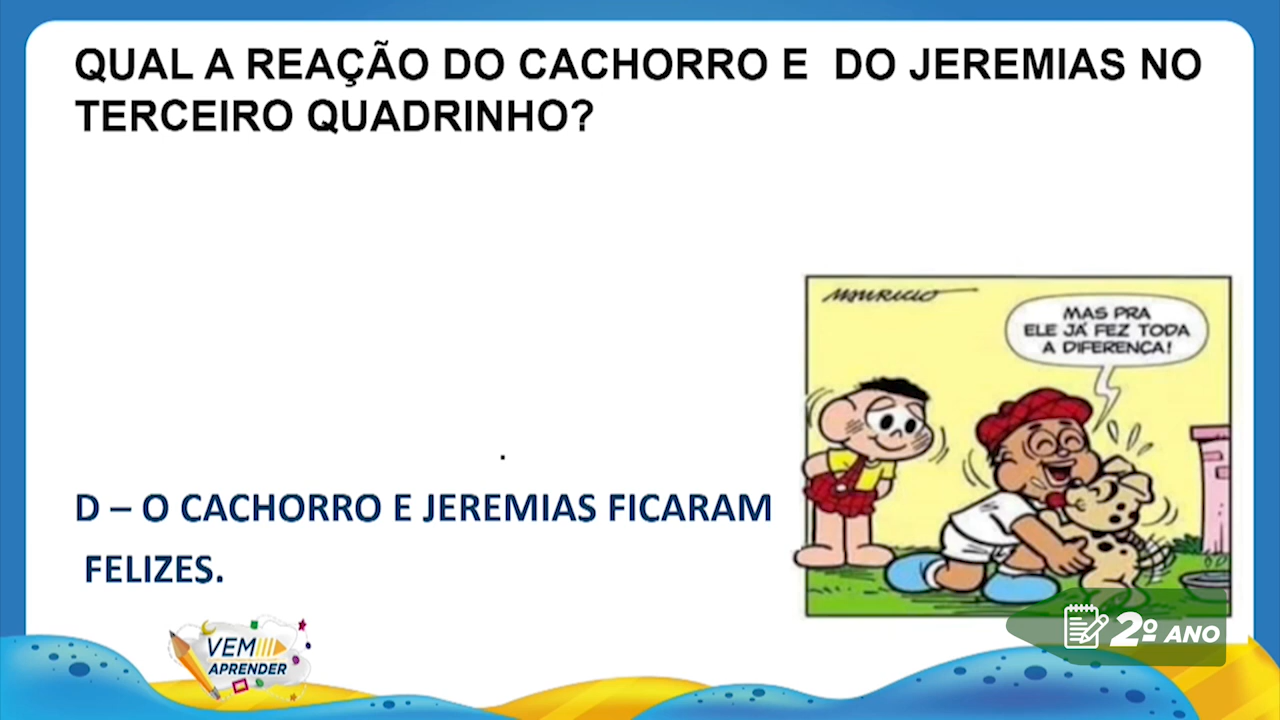 QUAL A REAÇÃO DO CACHORRO E DO JEREMIAS NO
TERCEIRO QUADRINHO?
MAURICIO
MAS PRA
ELE JÁ FEZ TODA
A DIFERENÇA!
.
D – O CACHORRO E JEREMIAS FICARAM
FELIZES.
VEM
APRENDER
2º ANO